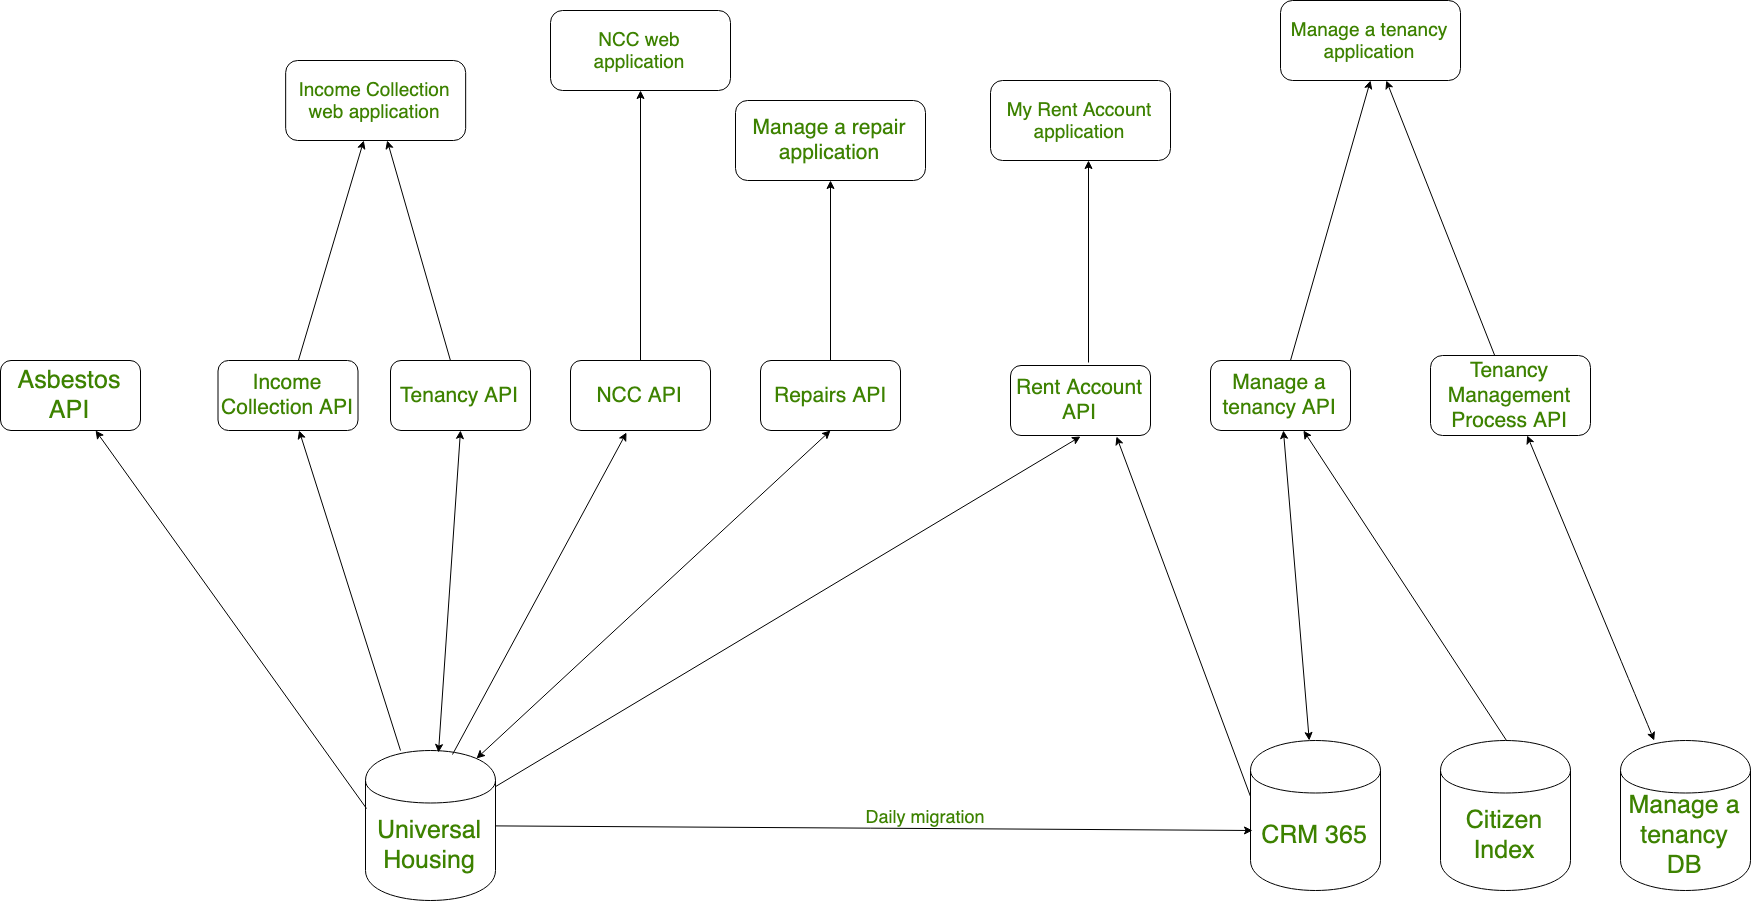 NCC web
application
Manage a tenancy
application
Income Collection
web application
Manage a repair
application
My Rent Account
application
Asbestos
API
Income
Collection API
Tenancy API
NCC API
Repairs API
Rent Account
API
Manage a
tenancy API
Tenancy
Management
Process API
Daily migration
Universal
Housing
CRM 365
Citizen
Index
Manage a
tenancy
DB